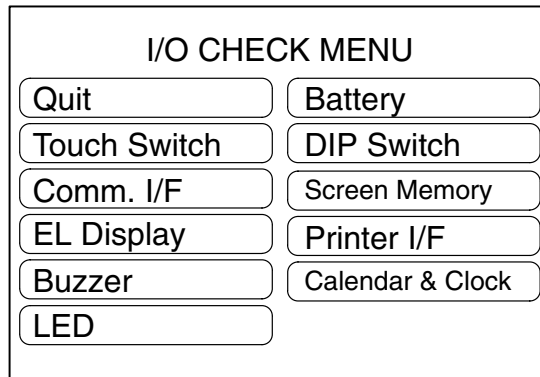 I/O CHECK MENU
Quit
Battery
Touch Switch
DIP Switch
Comm. I/F
Screen Memory
EL Display
Printer I/F
Buzzer
Calendar & Clock
LED